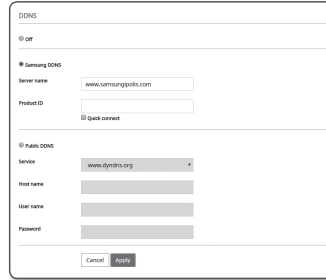 DDNS
Off
Samsung DDNS
Server name
www.samsungipolis.com
Product ID
Quick connect
Public DDNS
Service
www.dyndns.org
Host name
User name
Password
Cancel Apply